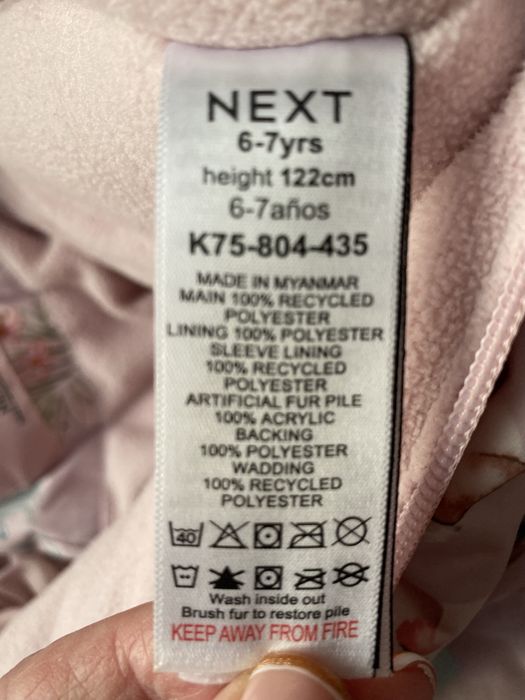 NEXT
6-7yrs
height 122cm
6-7años
K75-804-435
MADE IN MYANMAR
MAIN 100% RECYCLED
POLYESTER
LINING 100% POLYESTER
SLEEVE LINING
100% RECYCLED
POLYESTER
ARTIFICIAL FUR PILE
100% ACRYLIC
BACKING
100% POLYESTER
WADDING
100% RECYCLED
POLYESTER
40
Wash inside out
Brush fur to restore pile
KEEP AWAY FROM FIRE